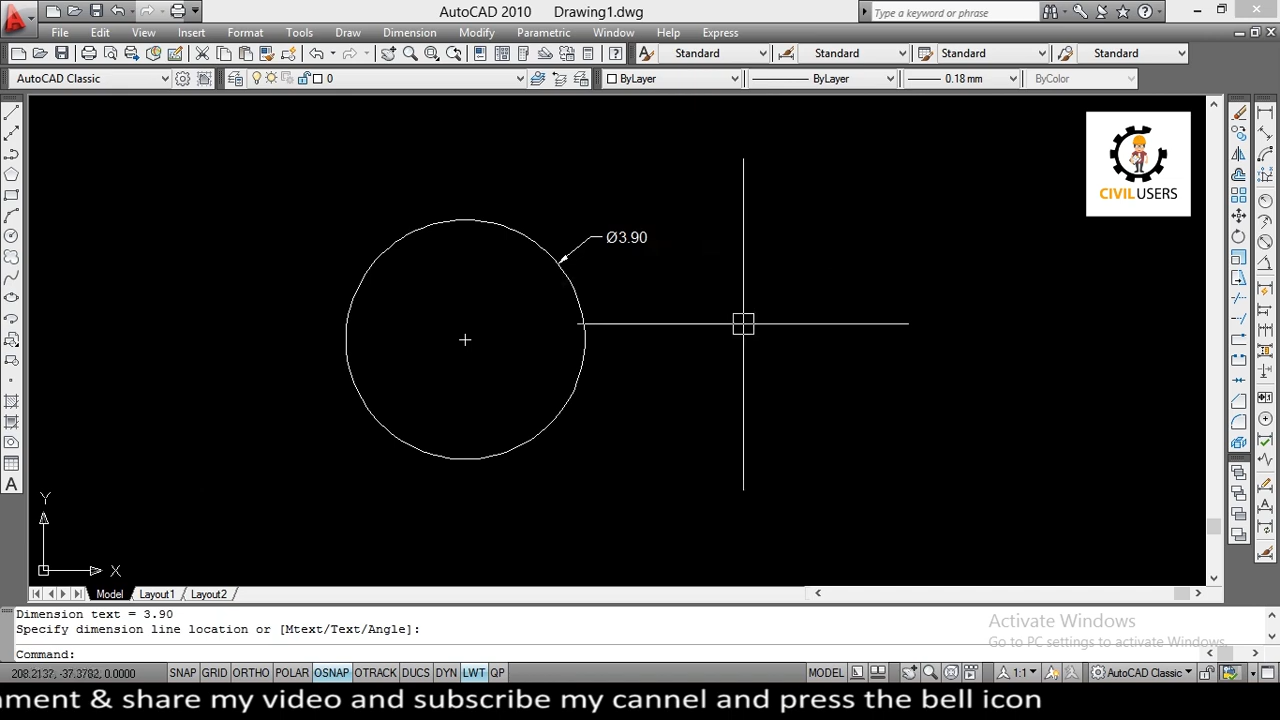 AutoCAD 2010 Drawing1.dwg
Type a keyword or phrase
File Edit View Insert Format Tools Draw Dimension Modify Parametric Window Help Express
Standard Standard Standard Standard
AutoCAD Classic 0 ByLayer ByLayer 0.18 mm ByColor
CIVILUSERS
Ø3.90
Y
X
Model Layout1 Layout2
Dimension text = 3.90
Specify dimension line location or [Mtext/Text/Angle]:
Command:
Activate Windows
Go to PC settings to activate Windows.
208.2137, -37.3782, 0.0000 SNAP GRID ORTHO POLAR OSNAP OTRACK DUCS DYN LWT QP MODEL 1:1 AutoCAD Classic
mment & share my video and subscribe my cannel and press the bell icon